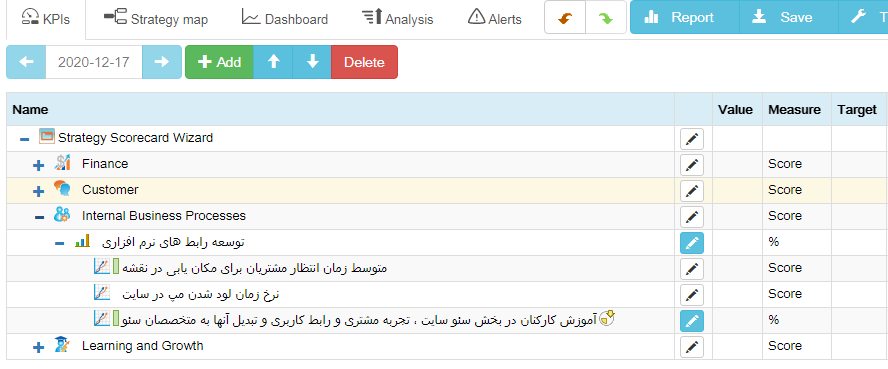 KPIs Strategy map Dashboard Analysis Alerts Report Save T
2020-12-17 Add Delete
Name Value Measure Target
Strategy Scorecard Wizard
Finance Score
Customer Score
Internal Business Processes Score
توسعه رابط های نرم افزاری %
متوسط زمان انتظار مشتریان برای مکان یابی در نقشه Score
نرخ زمان لود شدن مپ در سایت Score
آموزش کارکنان در بخش سئو سایت ، تجربه مشتری و رابط کاربری و تبدیل آنها به متخصصان سئو %
Learning and Growth Score